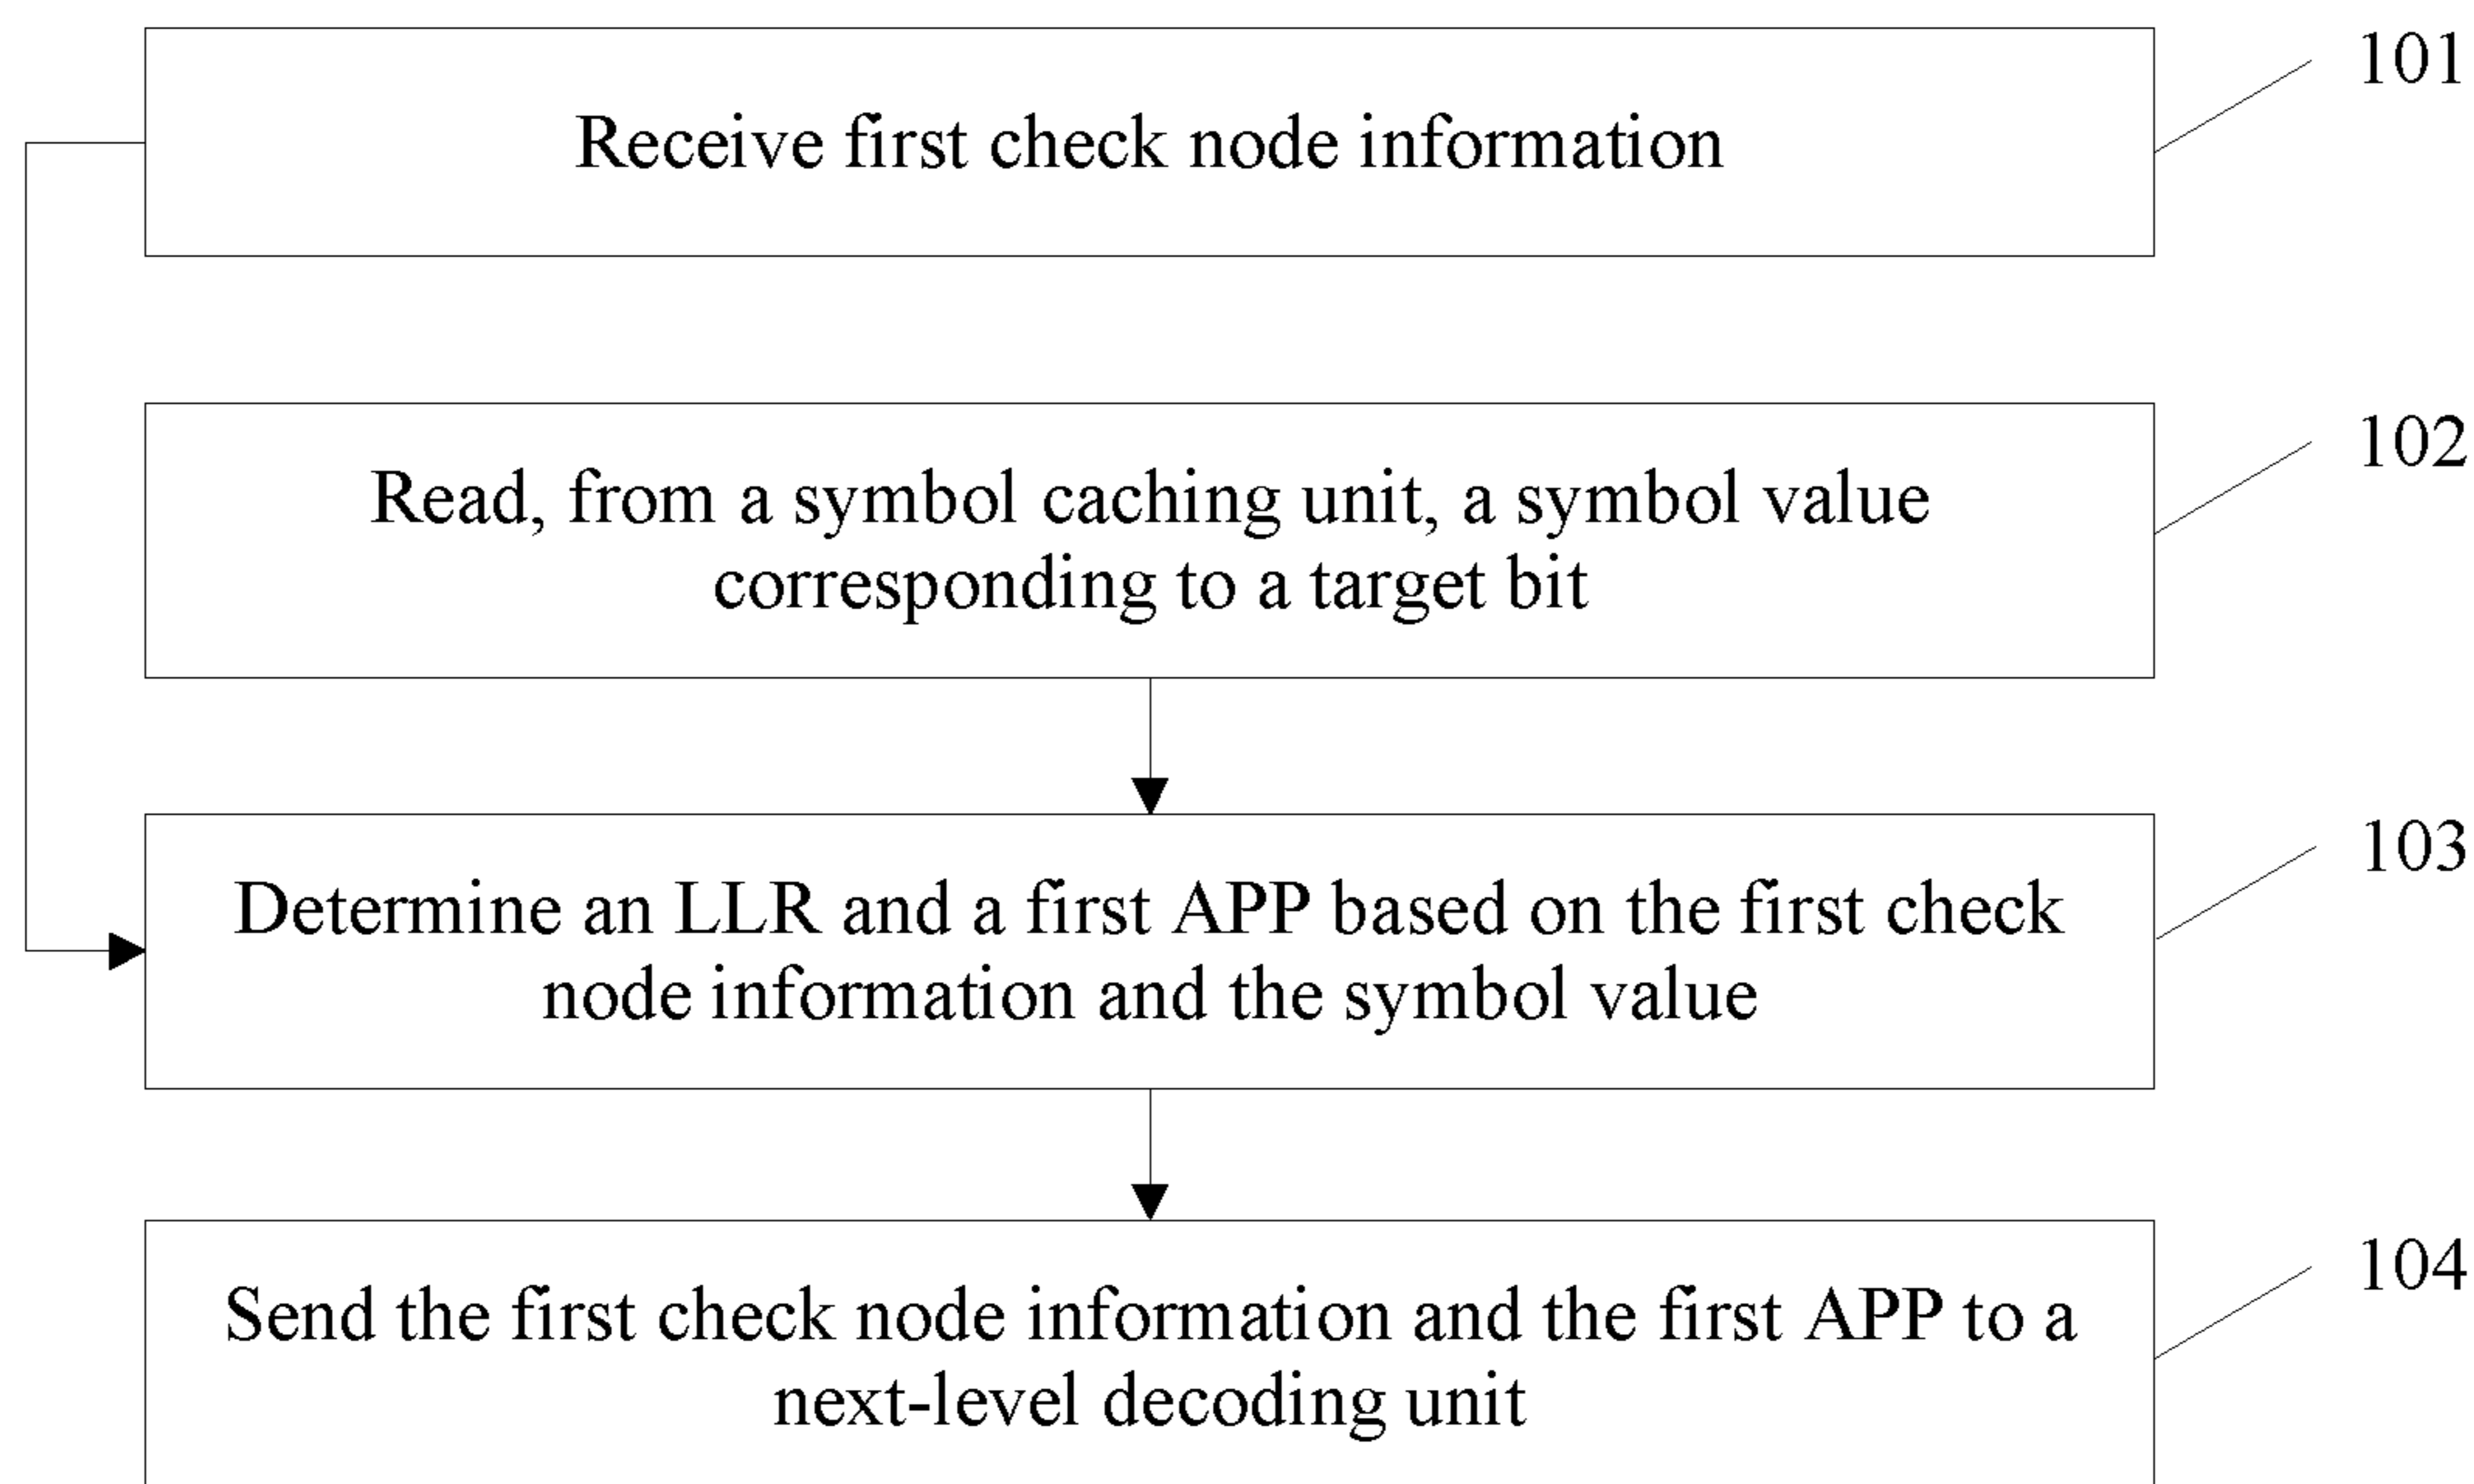 Receive first check node information
101
Read, from a symbol caching unit, a symbol value
corresponding to a target bit
102
Determine an LLR and a first APP based on the first check
node information and the symbol value
103
Send the first check node information and the first APP to a
next-level decoding unit
104